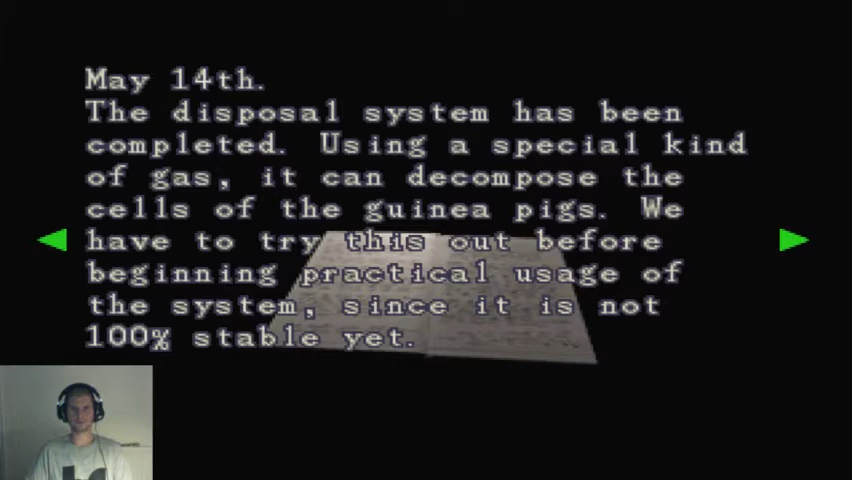 May 14th.
The disposal system has been
completed. Using a special kind
of gas, it can decompose the
cells of the guinea pigs. We
have to try this out before
beginning practical usage of
the system, since it is not
100% stable yet.